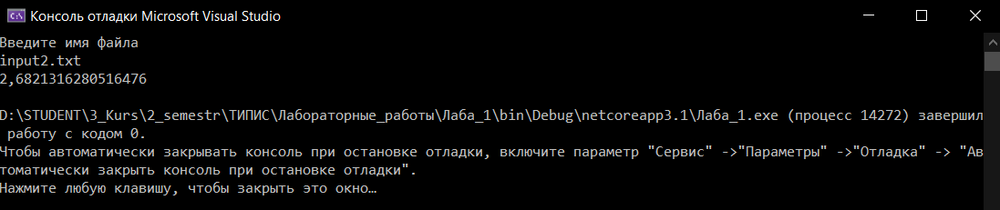 Консоль отладки Microsoft Visual Studio
Введите имя файла
input2.txt
2,6821316280516476
D:\STUDENT\3_Kurs\2_semestr\ТИПИС\Лабораторные_работы\Лаба_1\bin\Debug\netcoreapp3.1\Лаба_1.exe (процесс 14272) завершил
работу с кодом 0.
Чтобы автоматически закрывать консоль при остановке отладки, включите параметр "Сервис" ->"Параметры" ->"Отладка" -> "Ав
томатически закрыть консоль при остановке отладки".
Нажмите любую клавишу, чтобы закрыть это окно…